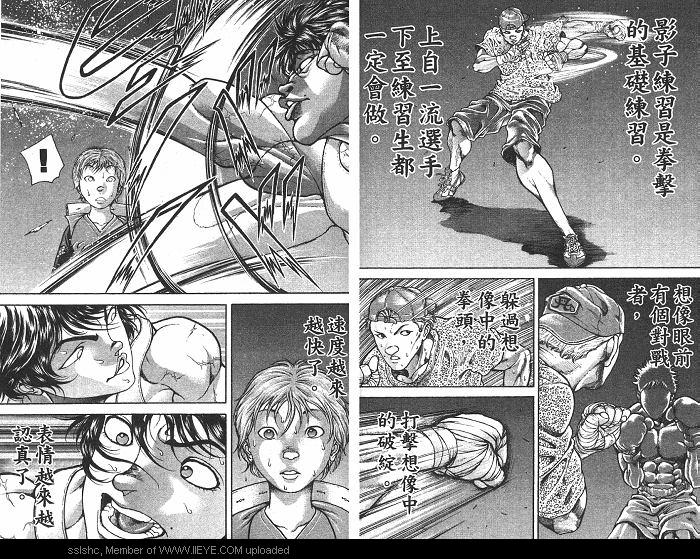 影子練習是拳擊
的基礎練習。
上自一流選手
下至練習生都
一定會做。
想像眼前
有個對戰
者，
躲過想
像中的
拳頭，
打擊想像中
的破綻。
！
速度越來
越快了。
表情越來越
認真了。
sslshc, Member of WWW.IIEYE.COM uploaded